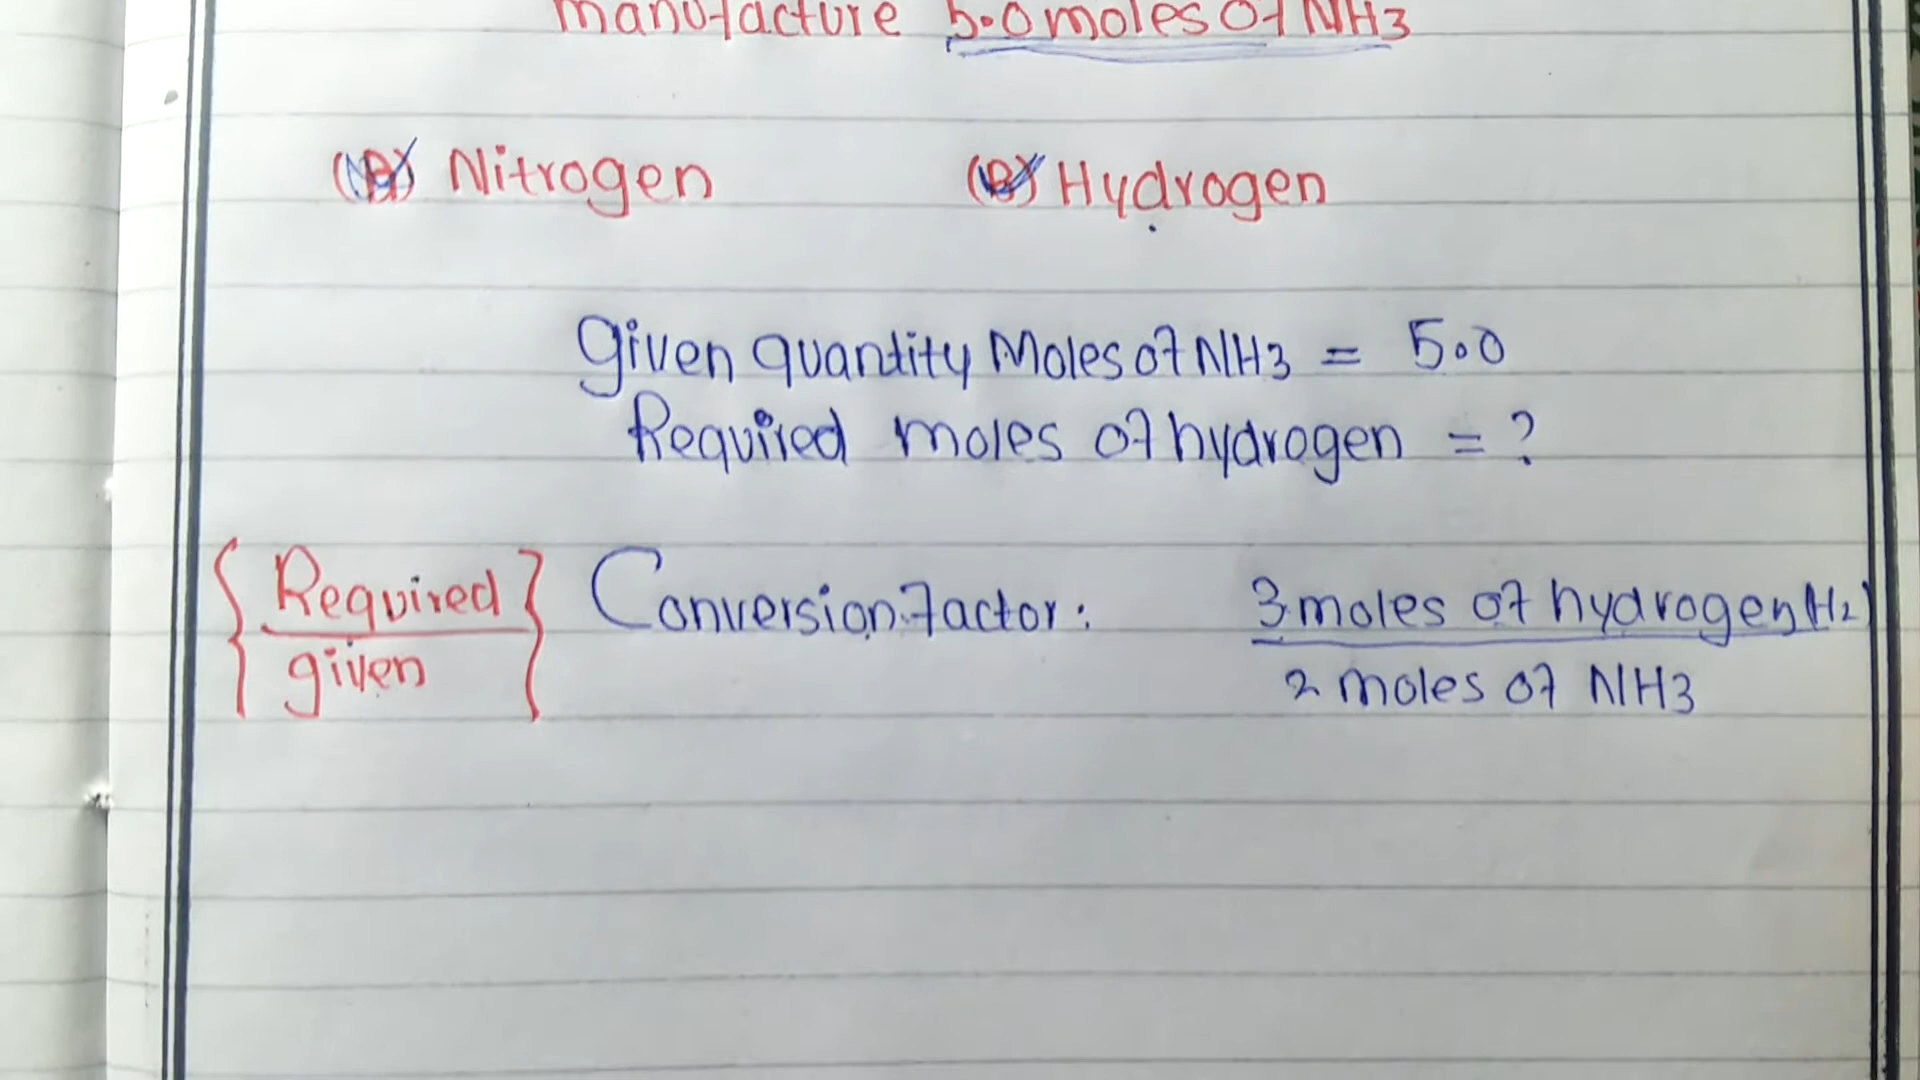 manufacture 5.0 moles of NH3
Nitrogen
(B) Hydrogen
Given quantity Moles of NH3 = 5.0
Required moles of hydrogen = ?
{Required/given} Conversion factor: 3 moles of hydrogen (H2)
2 moles of NH3